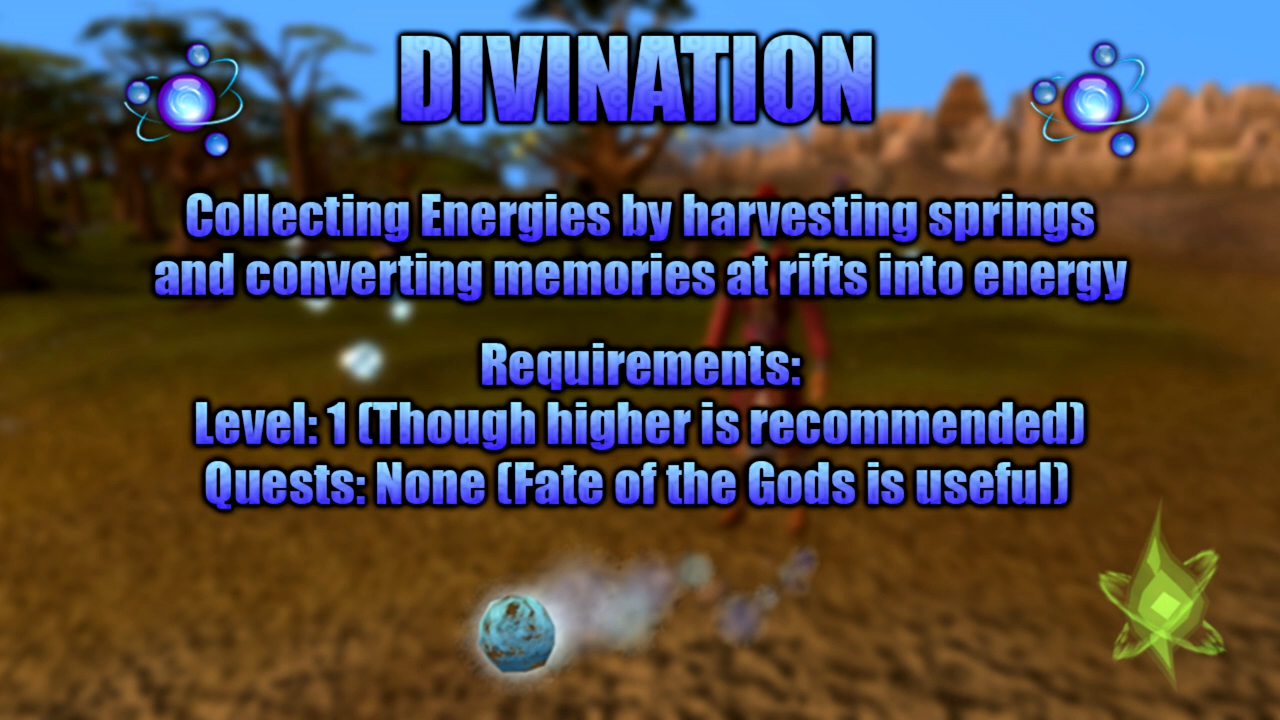 DIVINATION
Collecting Energies by harvesting springs
and converting memories at rifts into energy
Requirements:
Level: 1 (Though higher is recommended)
Quests: None (Fate of the Gods is useful)